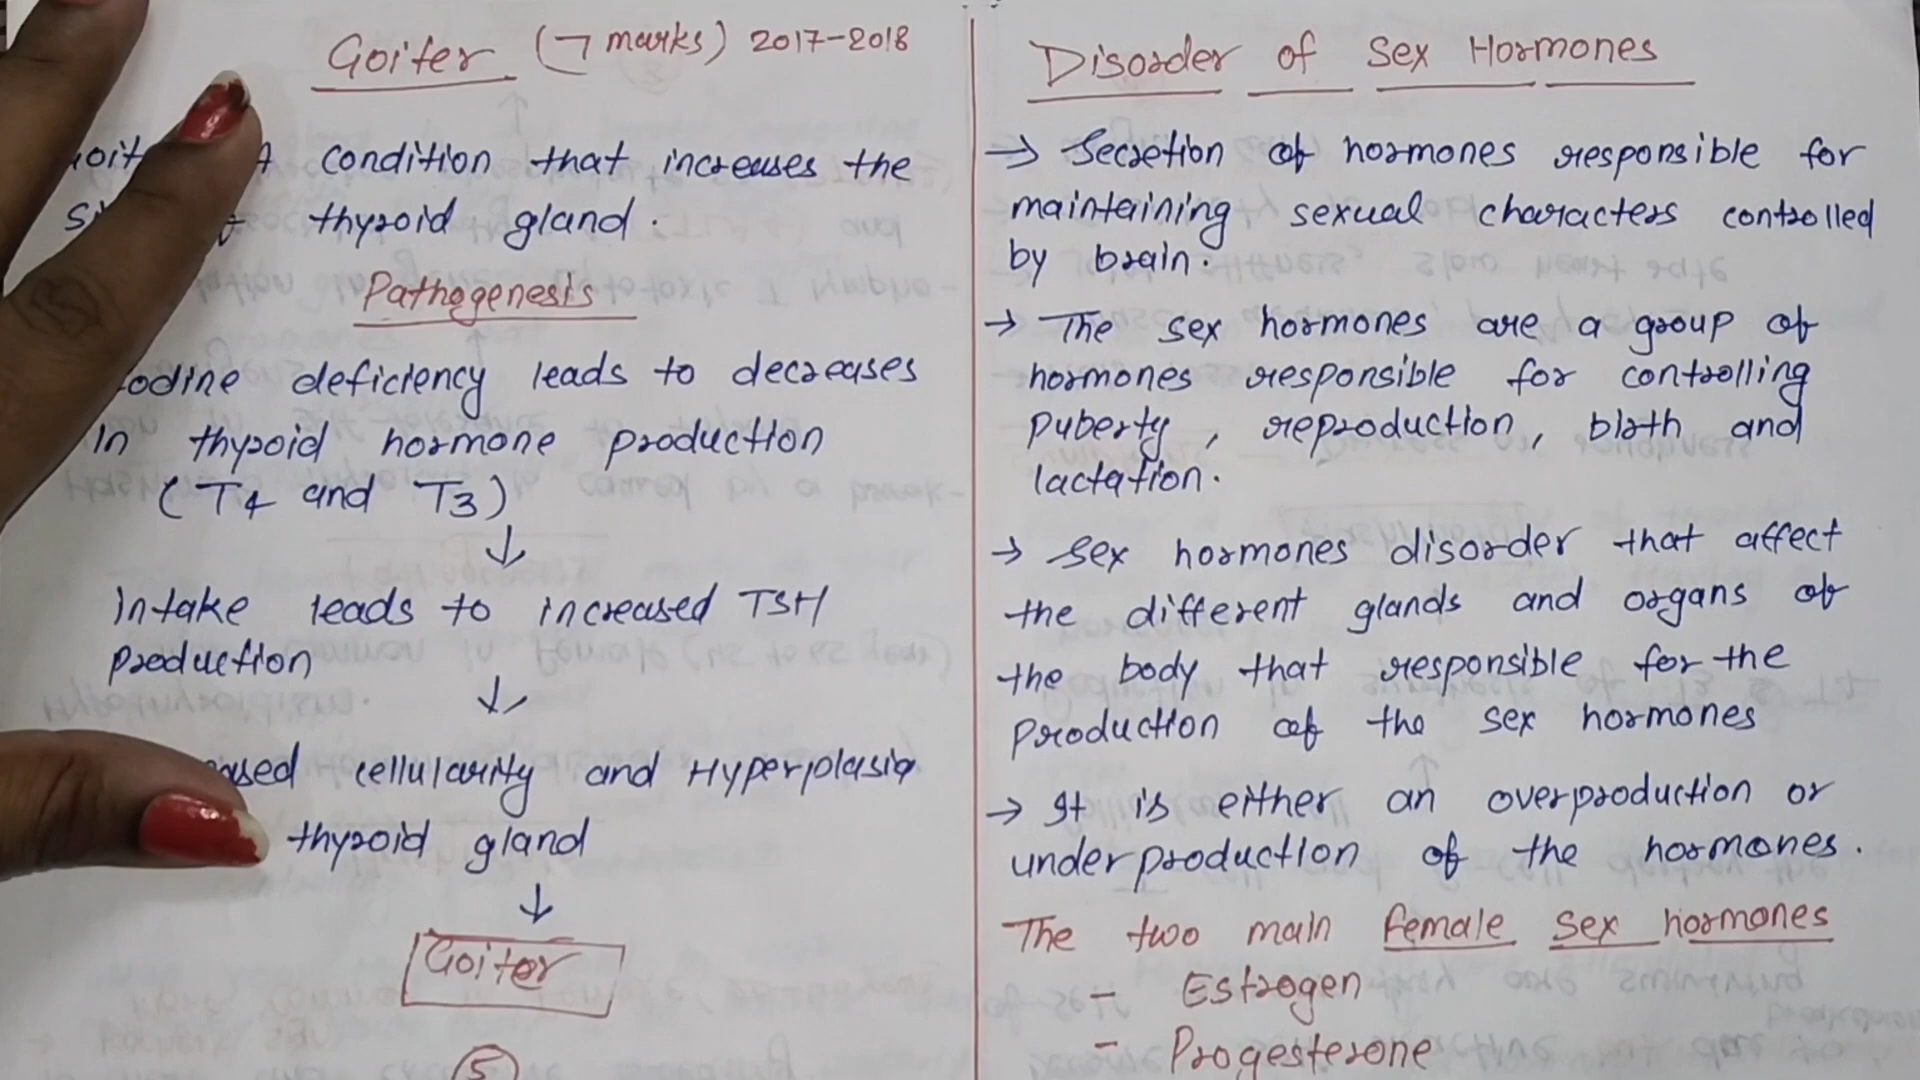 Goiter (7 marks) 2017-2018
A condition that increases the
thyroid gland.
Pathogenesis
iodine deficiency leads to decreases
in thyroid hormone production
(T4 and T3)
↓
Intake leads to increased TSH
production
↓
cellularity and Hyperplasia
thyroid gland
↓
Goiter
5
Disorder of Sex Hormones
→ Secretion of hormones responsible for
maintaining sexual characters controlled
by brain.
→ The sex hormones are a group of
hormones responsible for controlling
puberty, reproduction, birth and
lactation.
→ Sex hormones disorder that affect
the different glands and organs of
the body that responsible for the
production of the sex hormones
→ It is either an overproduction or
underproduction of the hormones.
The two main female sex hormones
- Estrogen
- Progesterone